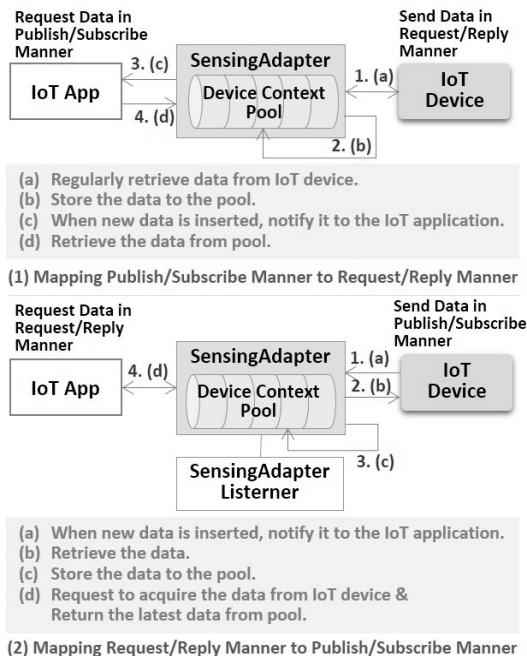 Request Data in
Publish/Subscribe
Manner
Send Data in
Request/Reply
Manner
IoT App
3. (c)
4. (d)
SensingAdapter
Device Context
Pool
1. (a)
2. (b)
IoT
Device
(a) Regularly retrieve data from IoT device.
(b) Store the data to the pool.
(c) When new data is inserted, notify it to the IoT application.
(d) Retrieve the data from pool.
(1) Mapping Publish/Subscribe Manner to Request/Reply Manner
Request Data in
Request/Reply
Manner
Send Data in
Publish/Subscribe
Manner
IoT App
4. (d)
SensingAdapter
Device Context
Pool
1. (a)
2. (b)
3. (c)
IoT
Device
SensingAdapter
Listerner
(a) When new data is inserted, notify it to the IoT application.
(b) Retrieve the data.
(c) Store the data to the pool.
(d) Request to acquire the data from IoT device &
Return the latest data from pool.
(2) Mapping Request/Reply Manner to Publish/Subscribe Manner